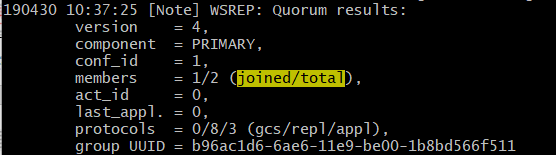 190430 10:37:25 [Note] WSREP: Quorum results:
version = 4,
component = PRIMARY,
conf_id = 1,
members = 1/2 (joined/total),
act_id = 0,
last_appl. = 0,
protocols = 0/8/3 (gcs/repl/appl),
group UUID = b96ac1d6-6ae6-11e9-be00-1b8bd566f511